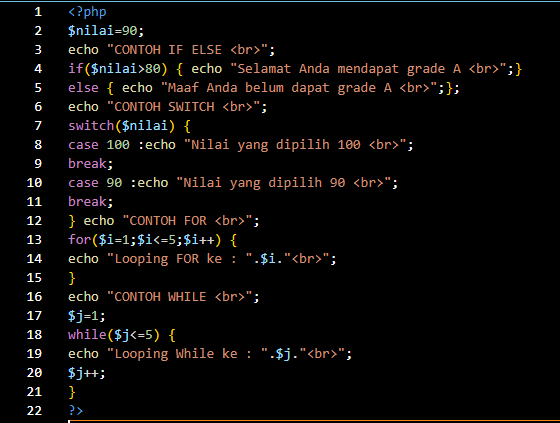 1 <?php
2 $nilai=90;
3 echo "CONTOH IF ELSE <br>";
4 if($nilai>80) { echo "Selamat Anda mendapat grade A <br>";}
5 else { echo "Maaf Anda belum dapat grade A <br>";};
6 echo "CONTOH SWITCH <br>";
7 switch($nilai) {
8 case 100 :echo "Nilai yang dipilih 100 <br>";
9 break;
10 case 90 :echo "Nilai yang dipilih 90 <br>";
11 break;
12 } echo "CONTOH FOR <br>";
13 for($i=1;$i<=5;$i++) {
14 echo "Looping FOR ke : ".$i."<br>";
15 }
16 echo "CONTOH WHILE <br>";
17 $j=1;
18 while($j<=5) {
19 echo "Looping While ke : ".$j."<br>";
20 $j++;
21 }
22 ?>